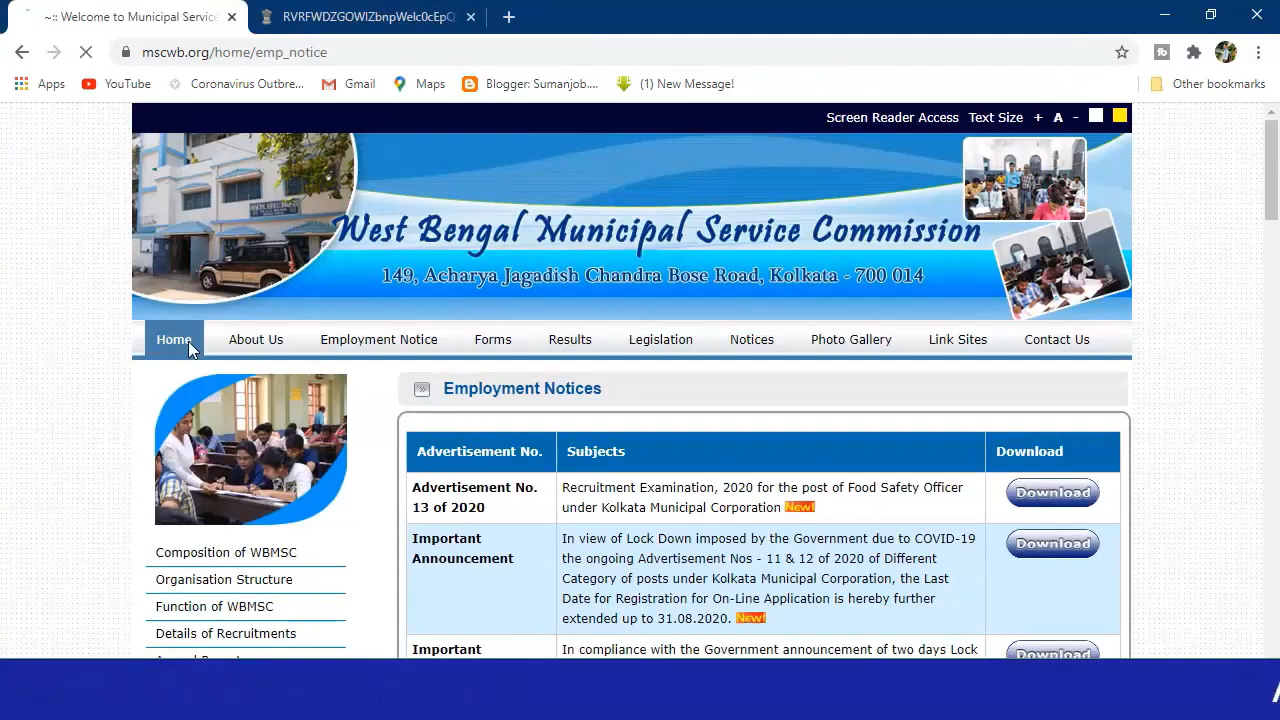 ~:: Welcome to Municipal Service
RVRFWDZGOWIZbnpWelc0cEpQ
mscwb.org/home/emp_notice
Apps
YouTube
Coronavirus Outbre...
Gmail
Maps
Blogger: Sumanjob....
(1) New Message!
Other bookmarks
Screen Reader Access Text Size + A -
West Bengal Municipal Service Commission
149, Acharya Jagadish Chandra Bose Road, Kolkata - 700 014
Home About Us Employment Notice Forms Results Legislation Notices Photo Gallery Link Sites Contact Us
Employment Notices
Advertisement No. Subjects Download
Advertisement No. 
13 of 2020
Recruitment Examination, 2020 for the post of Food Safety Officer
under Kolkata Municipal Corporation New!
Download
Important
Announcement
In view of Lock Down imposed by the Government due to COVID-19
the ongoing Advertisement Nos - 11 & 12 of 2020 of Different
Category of posts under Kolkata Municipal Corporation, the Last
Date for Registration for On-Line Application is hereby further
extended up to 31.08.2020. New!
Download
Important
In compliance with the Government announcement of two days Lock
Download
Composition of WBMSC
Organisation Structure
Function of WBMSC
Details of Recruitments